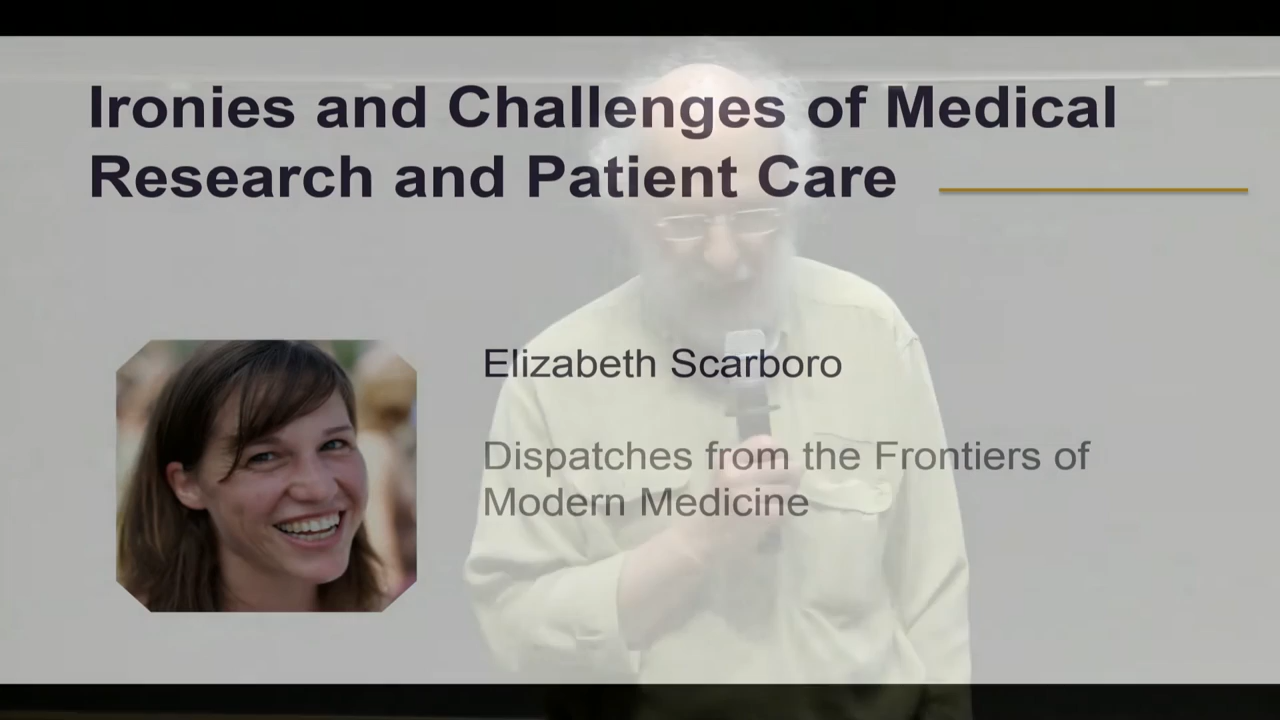 Ironies and Challenges of Medical
Research and Patient Care
Elizabeth Scarboro
Dispatches from the Frontiers of
Modern Medicine